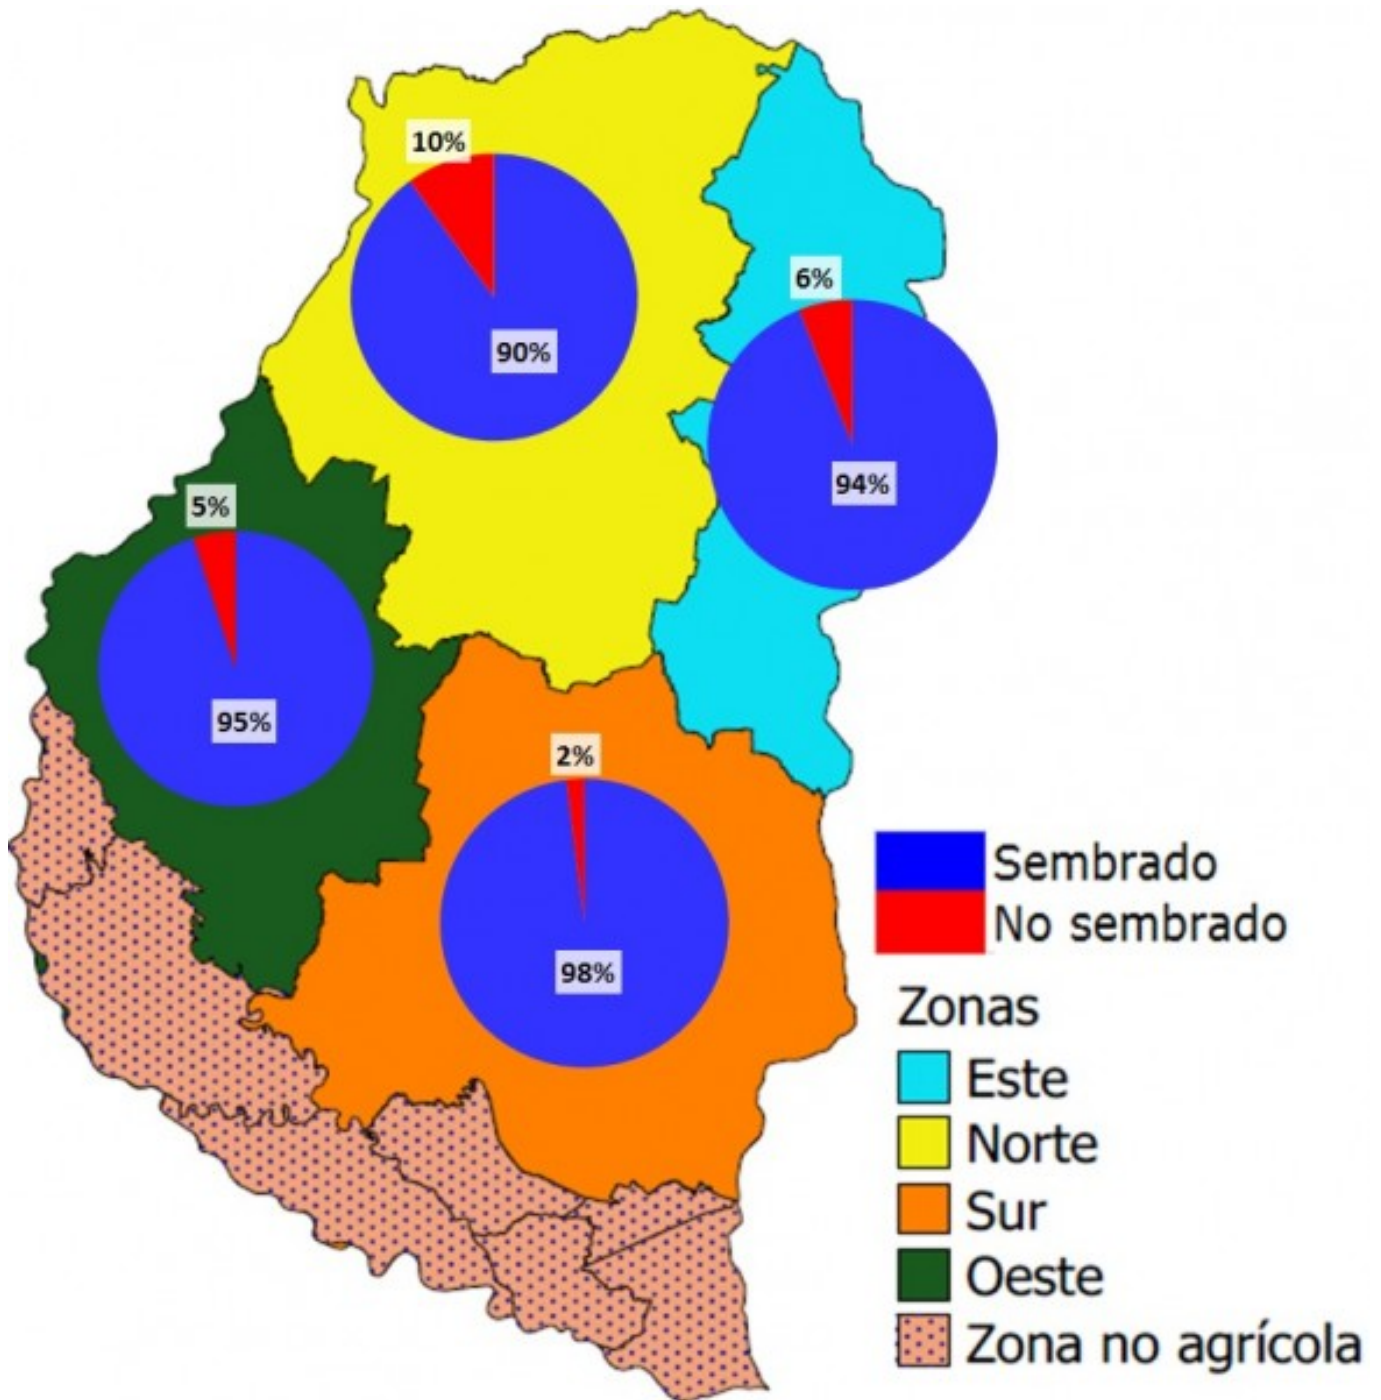 10%
90%
6%
94%
5%
95%
2%
98%
Sembrado
No sembrado
Zonas
Este
Norte
Sur
Oeste
Zona no agrícola